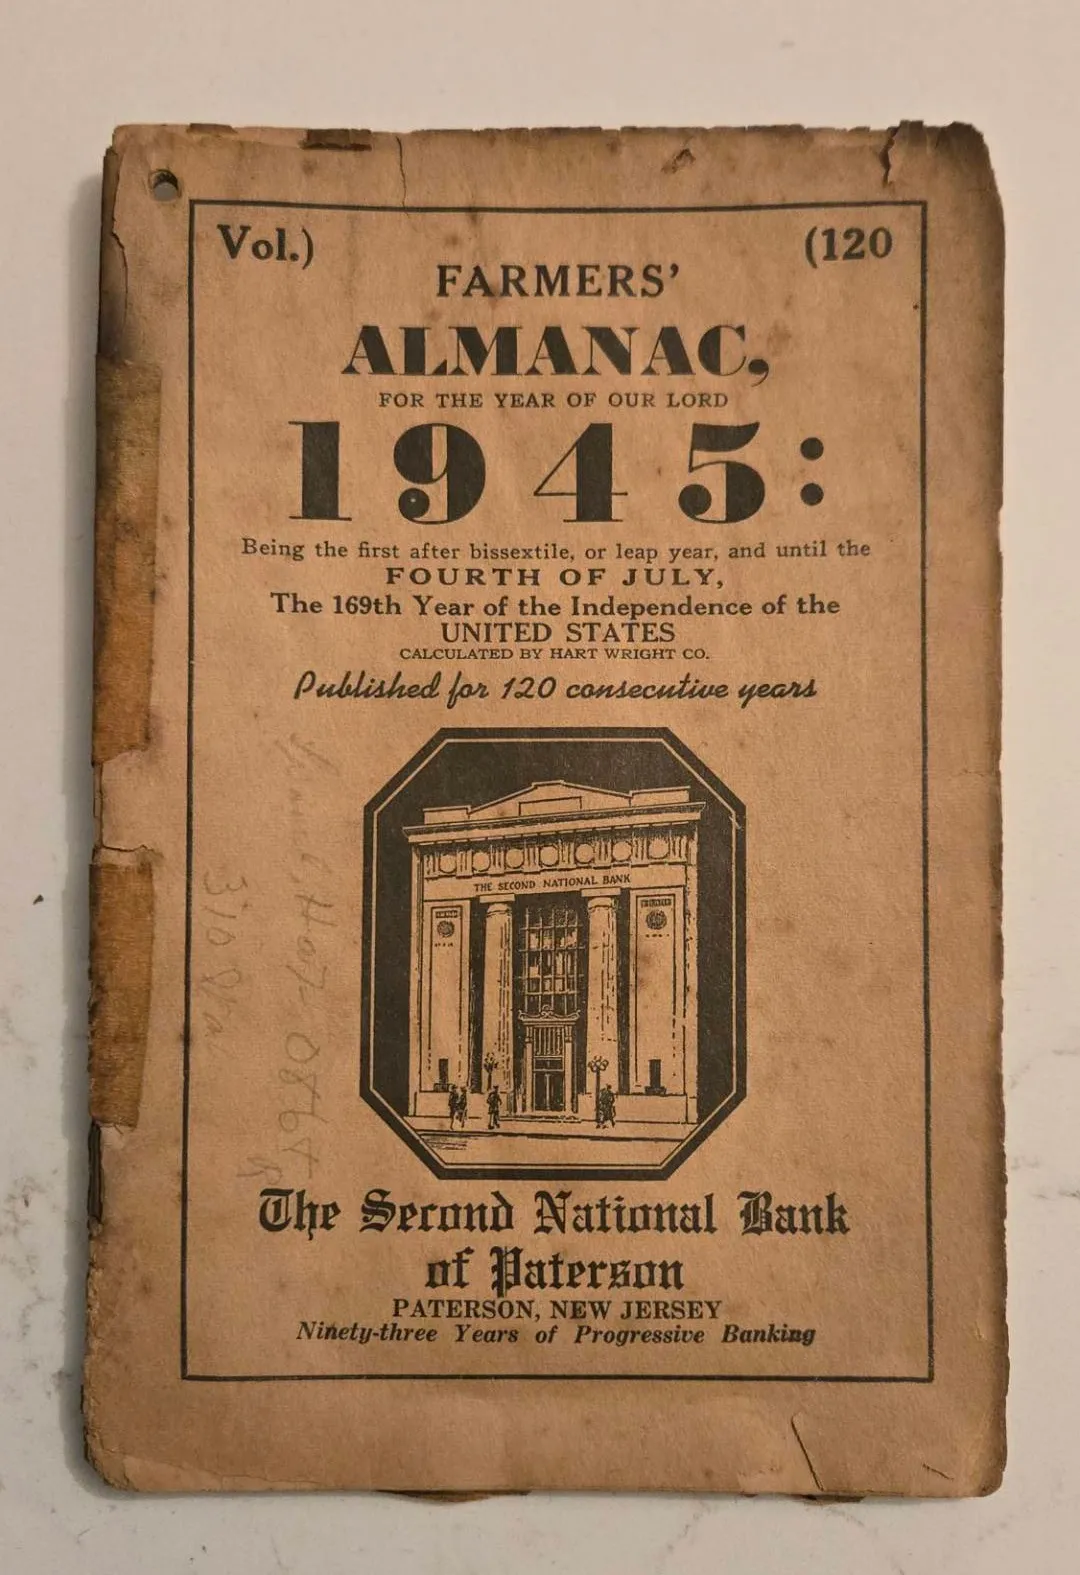 Vol.) (120
FARMERS'
ALMANAC,
FOR THE YEAR OF OUR LORD
1945:
Being the first after bissextile, or leap year, and until the
FOURTH OF JULY,
The 169th Year of the Independence of the
UNITED STATES
CALCULATED BY HART WRIGHT CO.
Published for 120 consecutive years
THE SECOND NATIONAL BANK
The Second National Bank
of Paterson
PATERSON, NEW JERSEY
Ninety-three Years of Progressive Banking